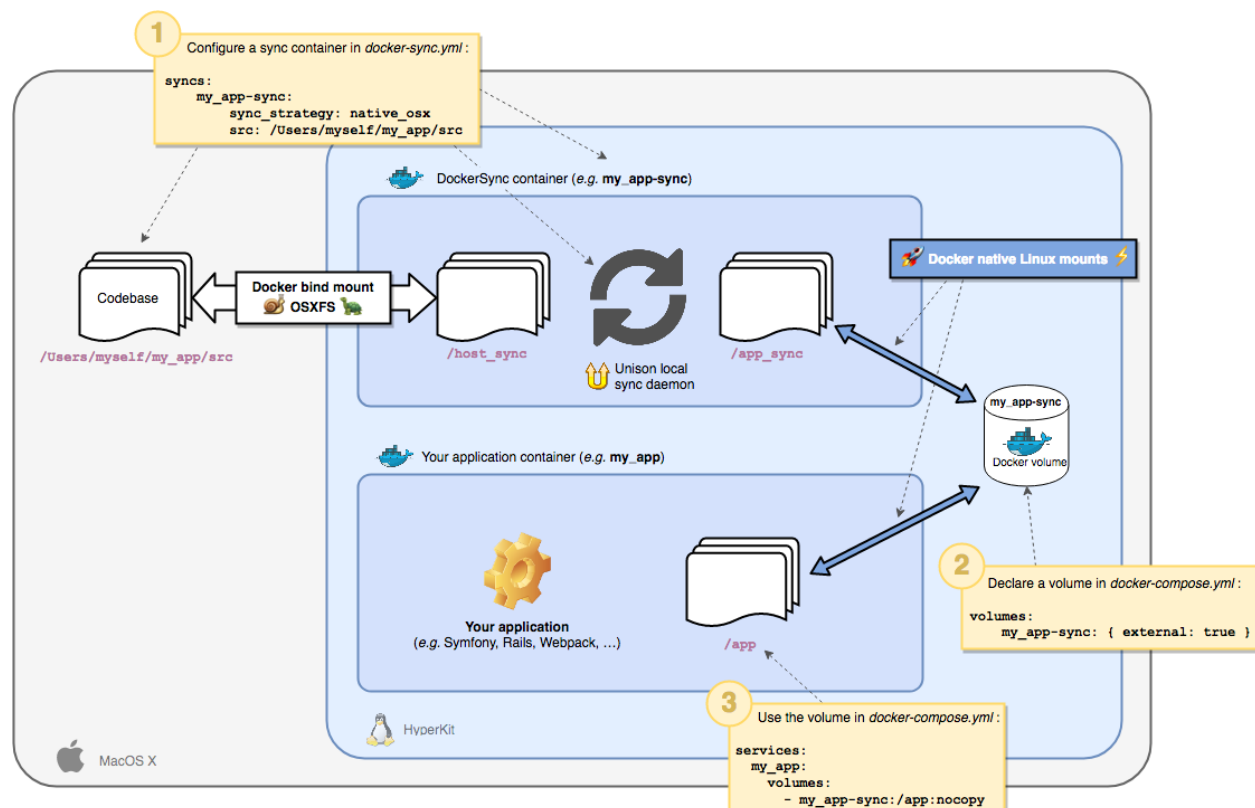 1
Configure a sync container in docker-sync.yml :
syncs:
my_app-sync:
sync_strategy: native_osx
src: /Users/myself/my_app/src
DockerSync container (e.g. my_app-sync)
Docker native Linux mounts
Codebase
Docker bind mount
OSXFS
/Users/myself/my_app/src
/host_sync
/app_sync
Unison local
sync daemon
my_app-sync
Docker volume
Your application container (e.g. my_app)
Your application
(e.g. Symfony, Rails, Webpack, …)
/app
2
Declare a volume in docker-compose.yml :
volumes:
my_app-sync: { external: true }
3
Use the volume in docker-compose.yml :
services:
my_app:
volumes:
- my_app-sync:/app:nocopy
HyperKit
MacOS X